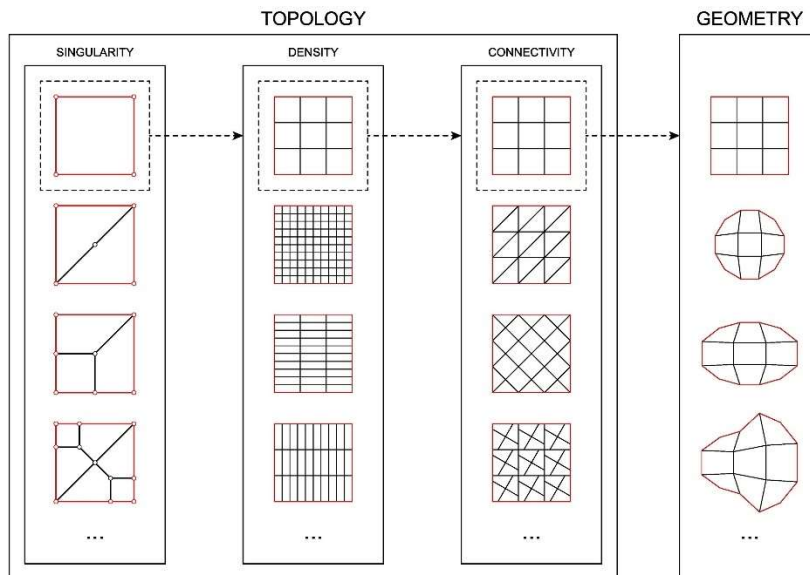 TOPOLOGY
GEOMETRY
SINGULARITY
DENSITY
CONNECTIVITY
...
...
...
...